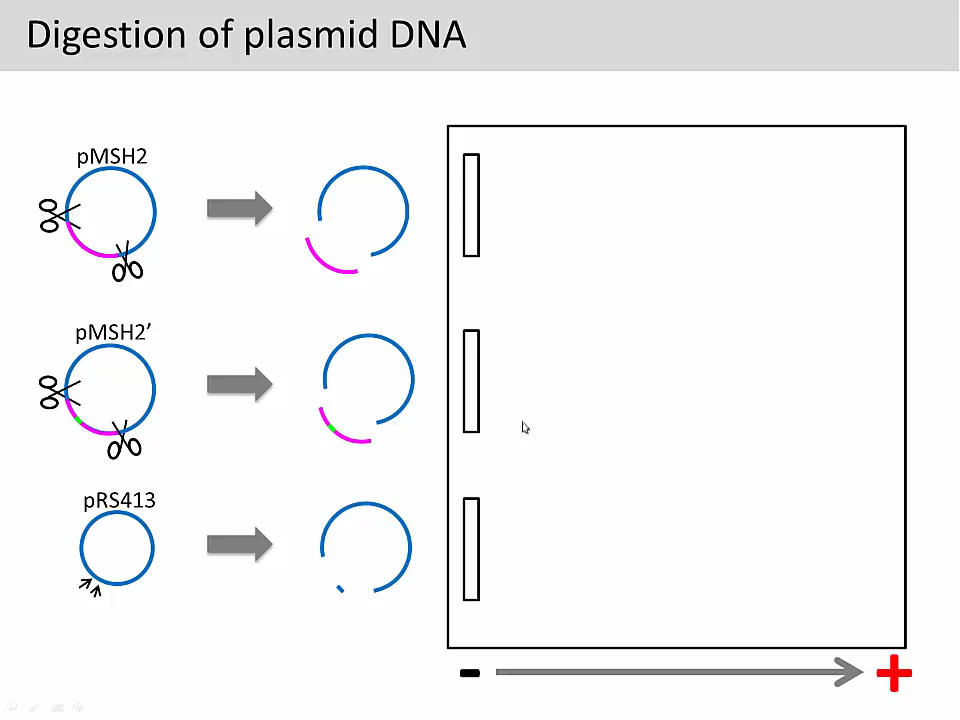 Digestion of plasmid DNA
pMSH2
pMSH2’
pRS413
- +